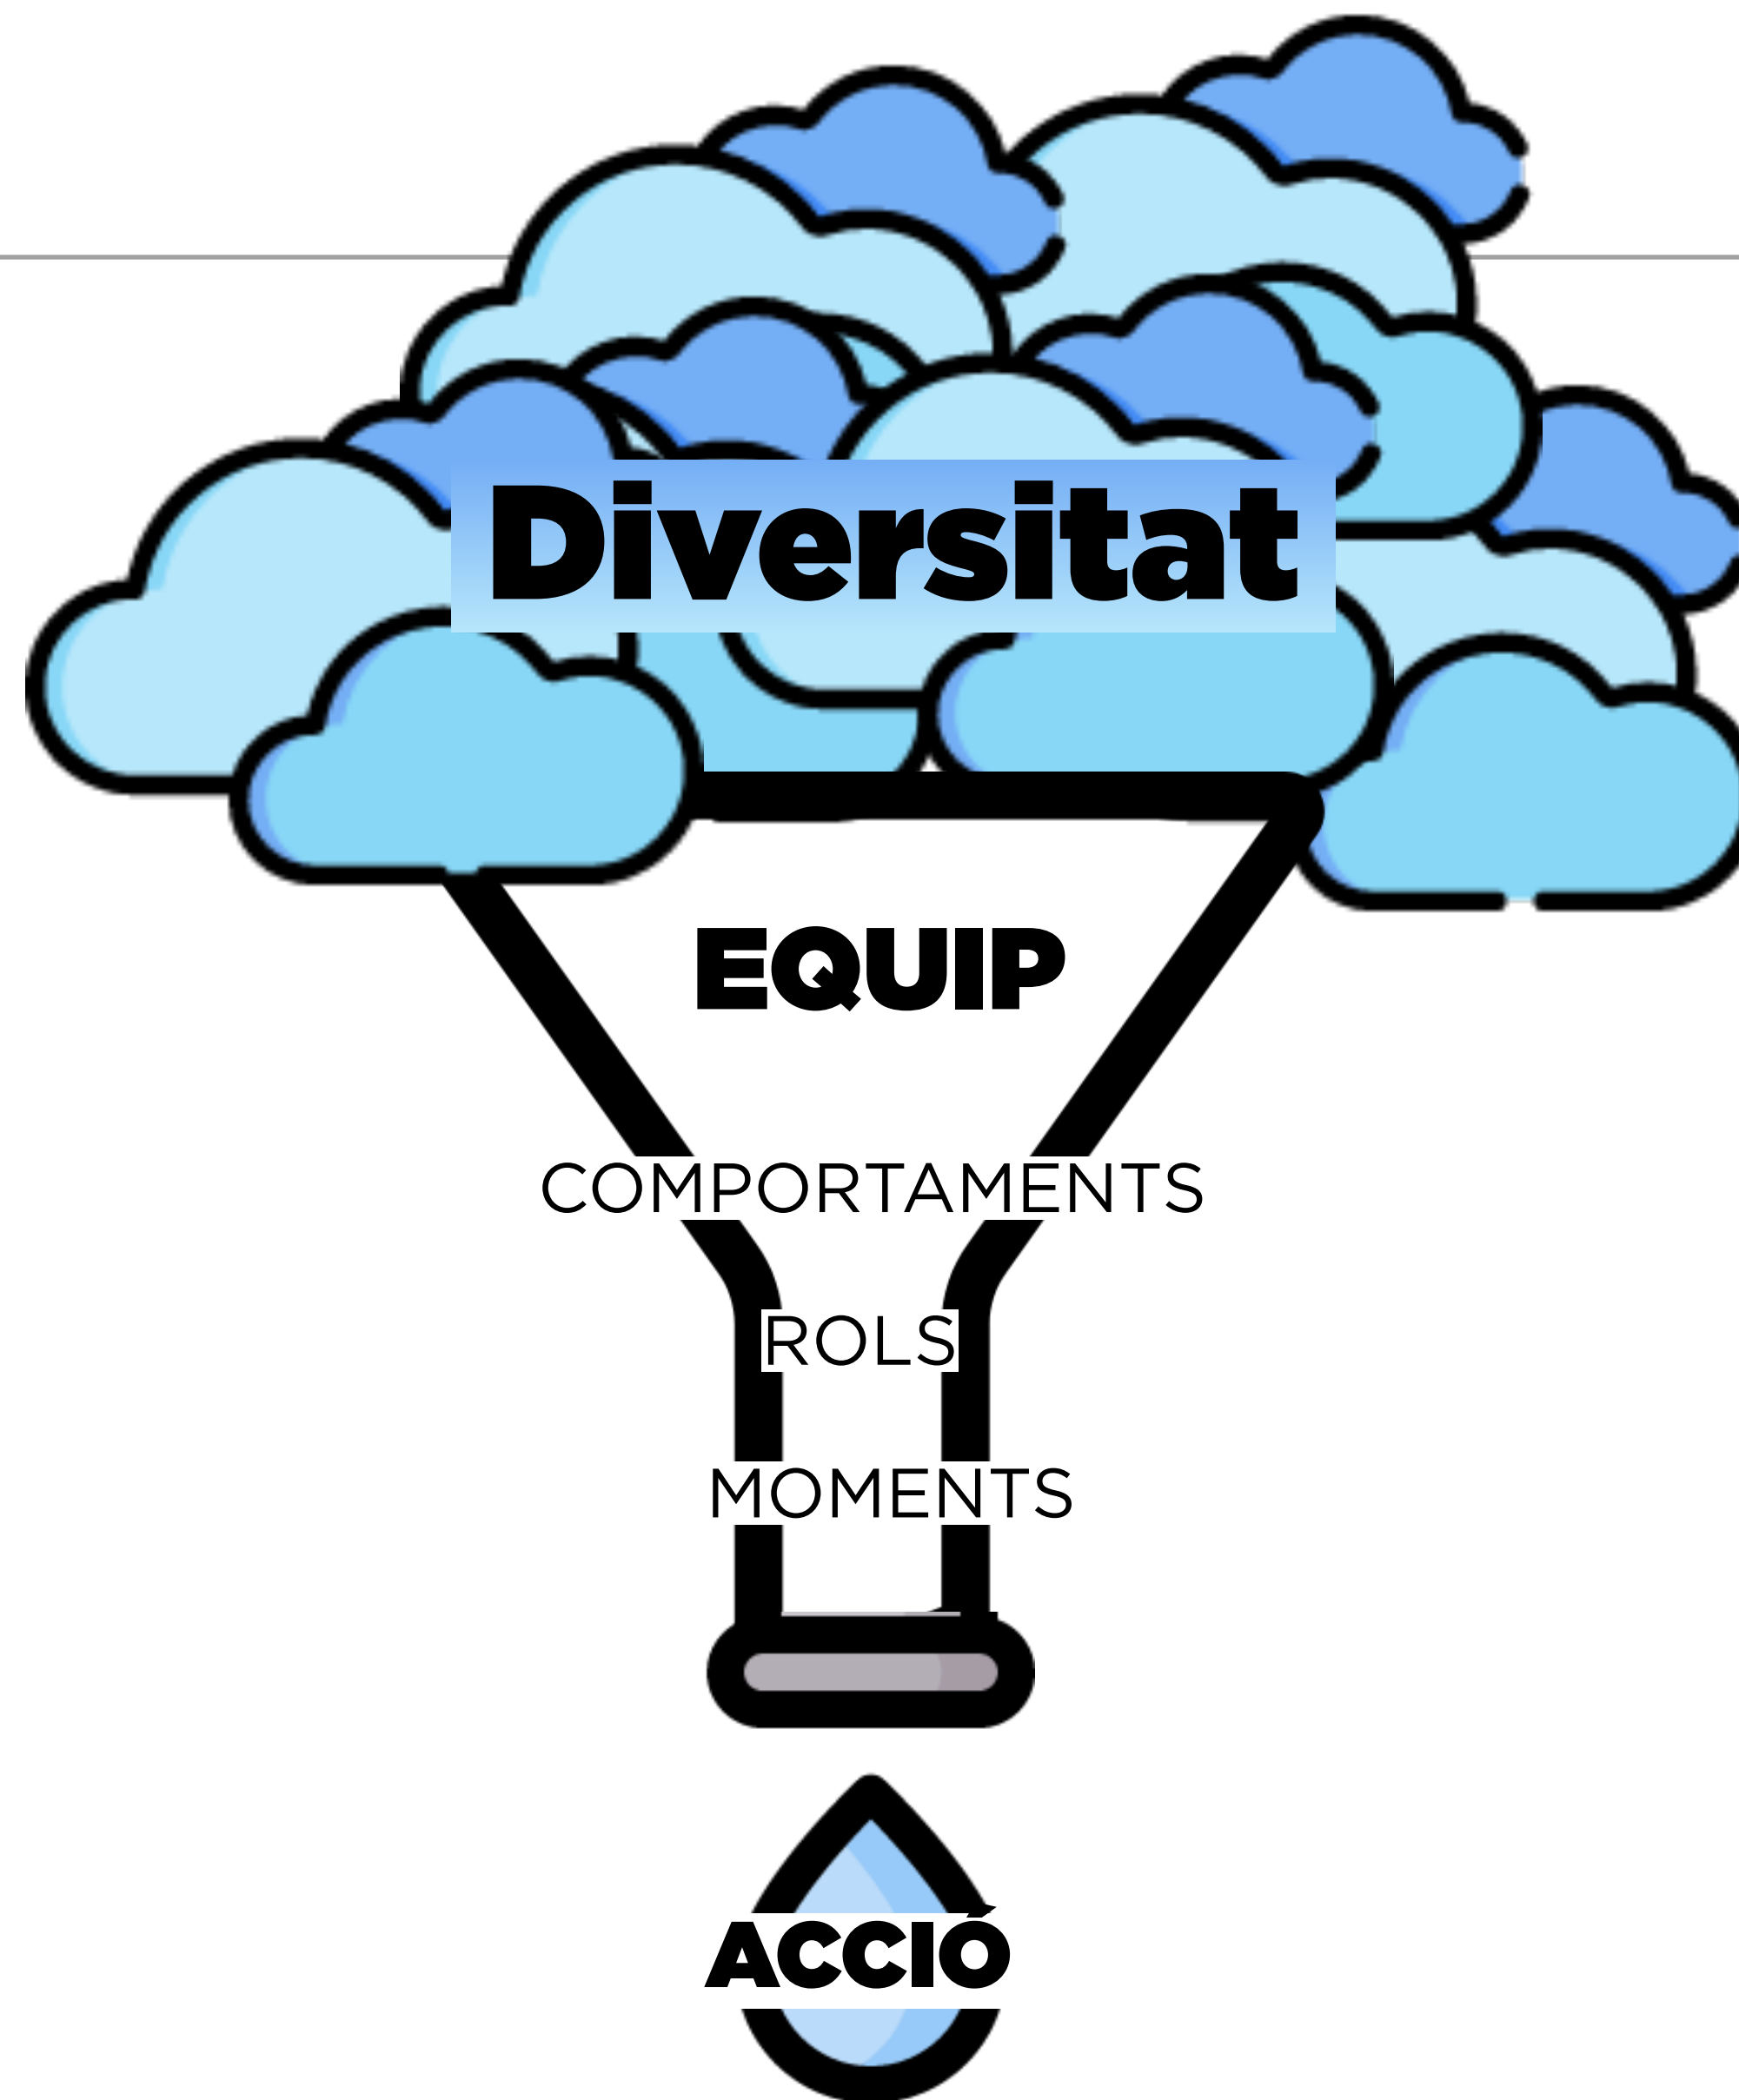 Diversitat
EQUIP
COMPORTAMENTS
ROLS
MOMENTS
ACCIÓ